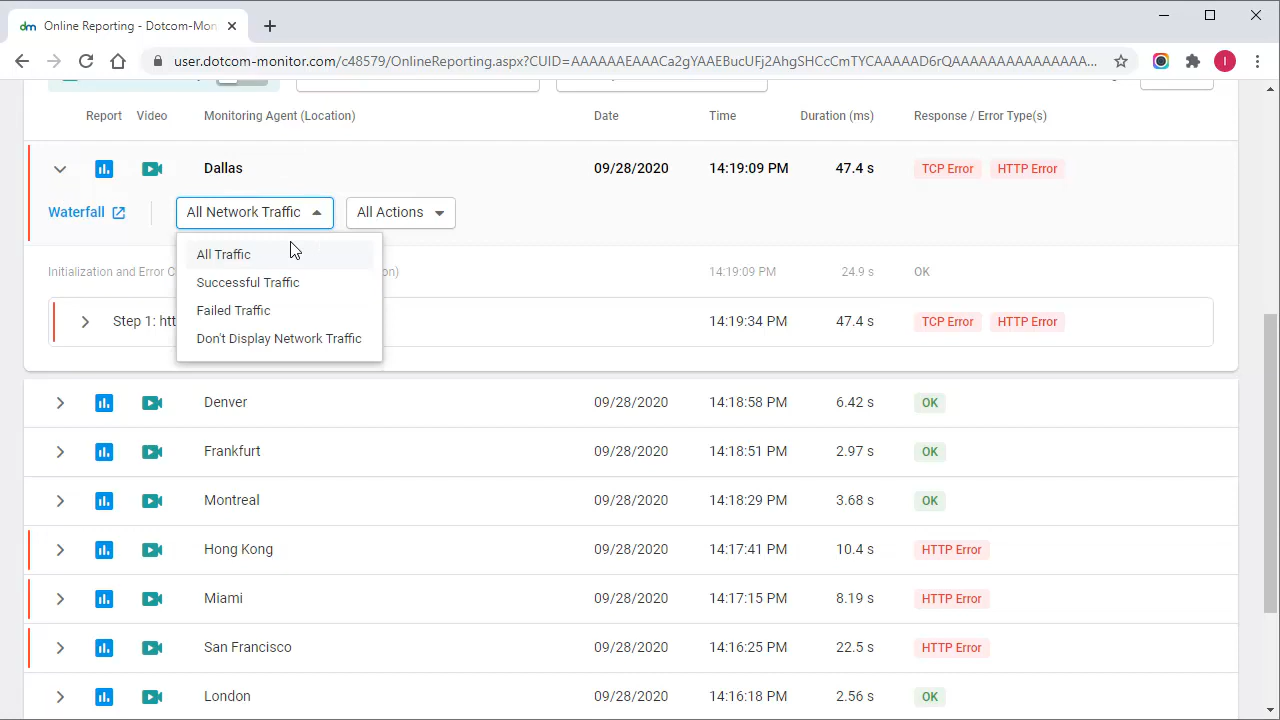 dm Online Reporting - Dotcom-Mon
user.dotcom-monitor.com/c48579/OnlineReporting.aspx?CUID=AAAAAAEAAACa2gYAAEBucUFj2AhgSHCcCmTYCAAAAAD6rQAAAAAAAAAAAAAAAA... I
Report Video Monitoring Agent (Location) Date Time Duration (ms) Response / Error Type(s)
Dallas 09/28/2020 14:19:09 PM 47.4 s TCP Error HTTP Error
Waterfall All Network Traffic All Actions
All Traffic
Successful Traffic
Failed Traffic
Don't Display Network Traffic
Initialization and Error C on) 14:19:09 PM 24.9 s OK
Step 1: htt 14:19:34 PM 47.4 s TCP Error HTTP Error
Denver 09/28/2020 14:18:58 PM 6.42 s OK
Frankfurt 09/28/2020 14:18:51 PM 2.97 s OK
Montreal 09/28/2020 14:18:29 PM 3.68 s OK
Hong Kong 09/28/2020 14:17:41 PM 10.4 s HTTP Error
Miami 09/28/2020 14:17:15 PM 8.19 s HTTP Error
San Francisco 09/28/2020 14:16:25 PM 22.5 s HTTP Error
London 09/28/2020 14:16:18 PM 2.56 s OK